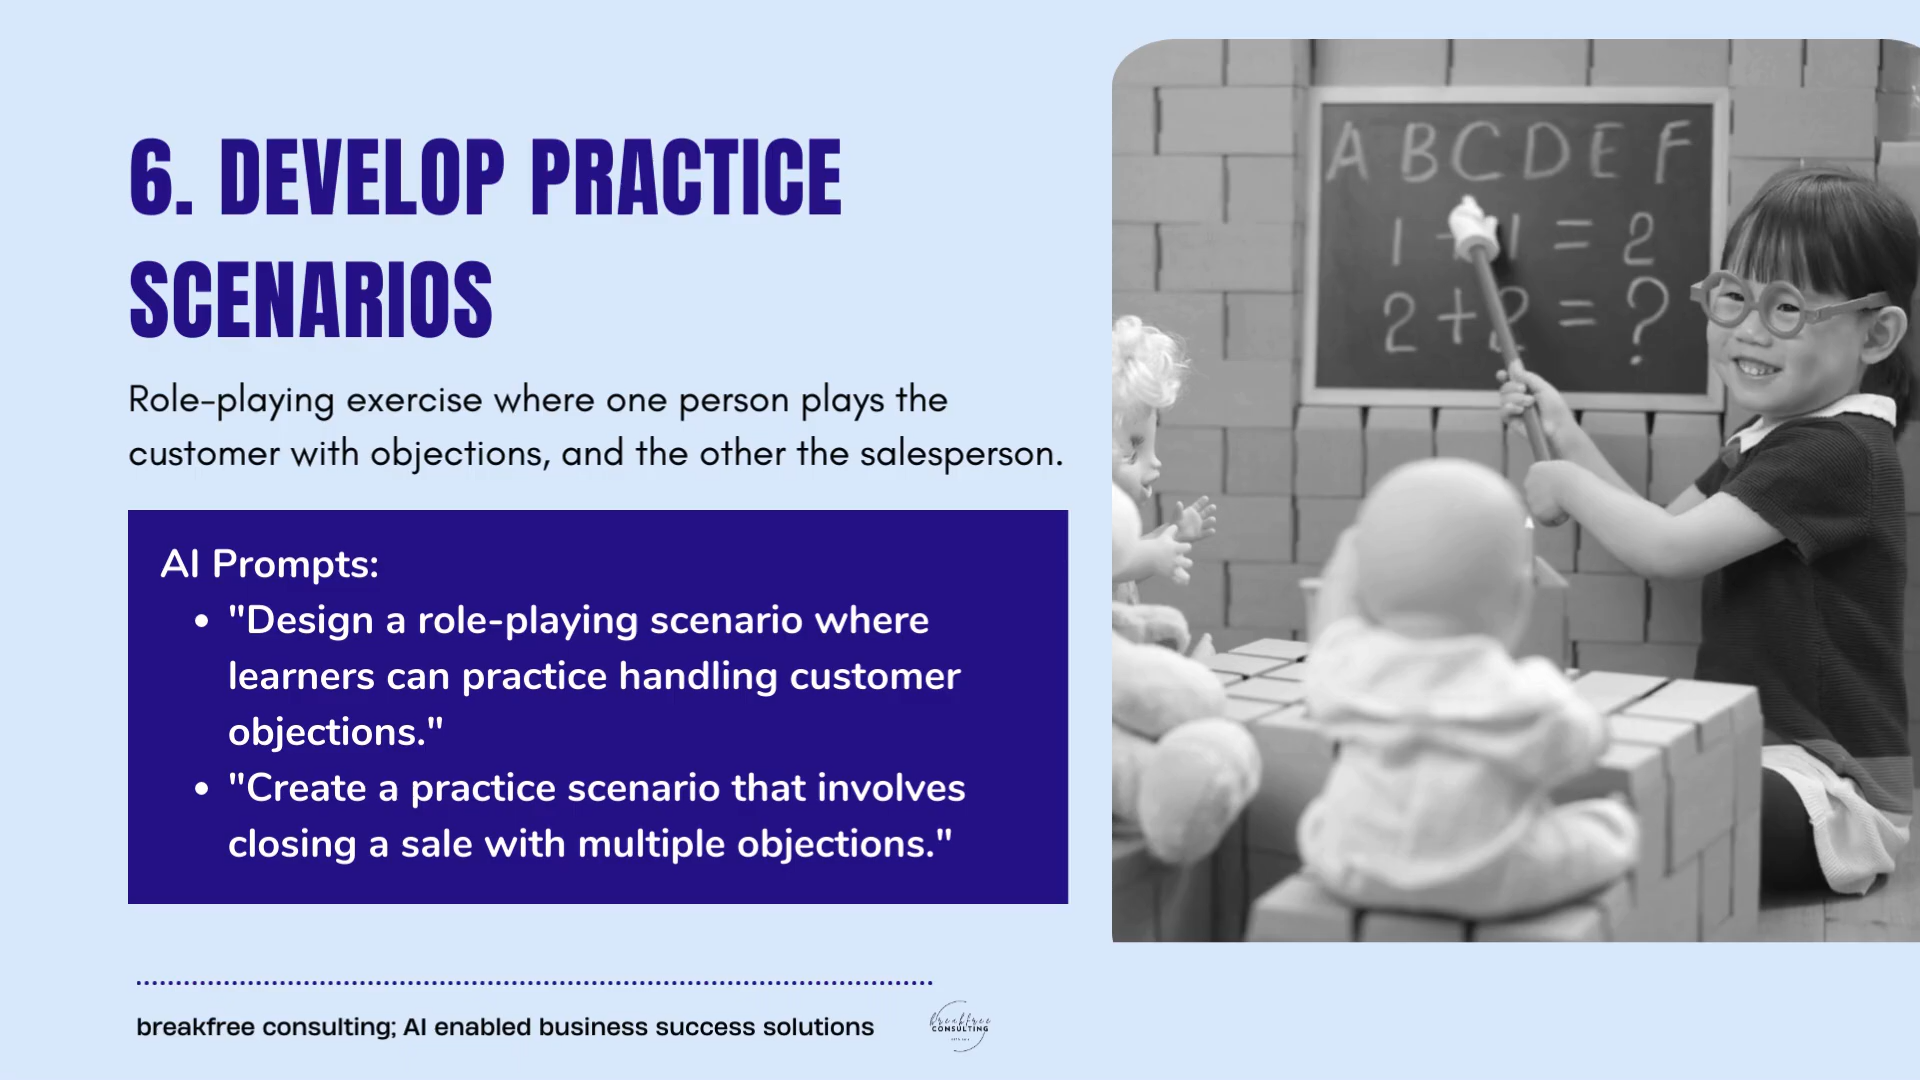 6. DEVELOP PRACTICE
SCENARIOS
Role-playing exercise where one person plays the
customer with objections, and the other the salesperson.
AI Prompts:
• "Design a role-playing scenario where
learners can practice handling customer
objections."
• "Create a practice scenario that involves
closing a sale with multiple objections."
breakfree consulting; AI enabled business success solutions
breakfree
CONSULTING
A B C D E F
1 + 1 = 2
2 + 2 = ?